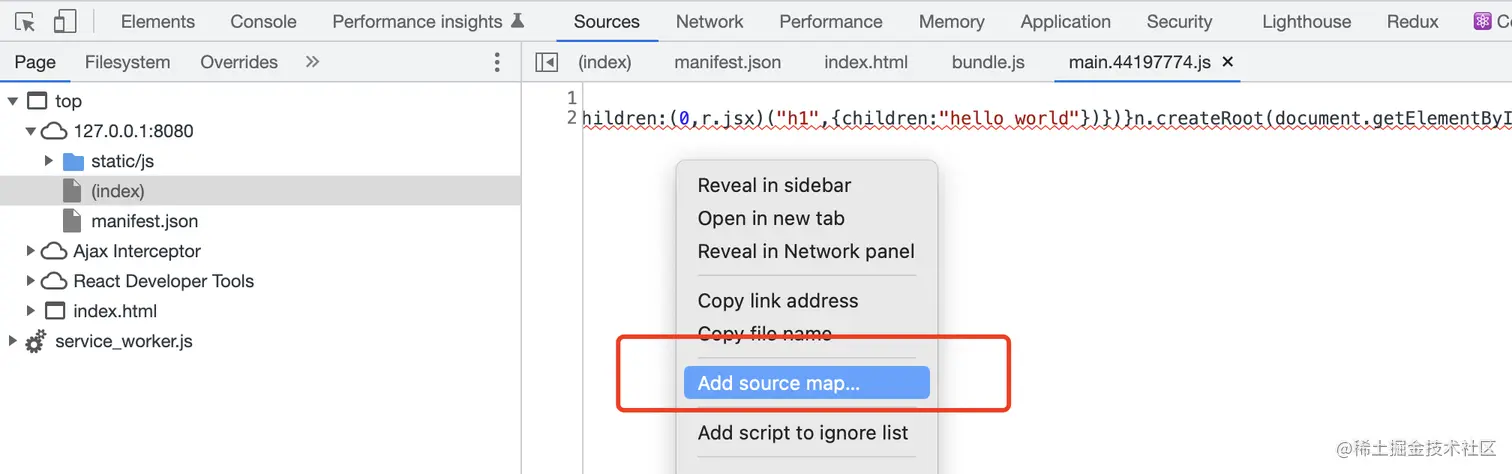 Elements Console Performance insights Sources Network Performance Memory Application Security Lighthouse Redux
Page Filesystem Overrides » (index) manifest.json index.html bundle.js main.44197774.js ×
top
127.0.0.1:8080
static/js
(index)
manifest.json
Ajax Interceptor
React Developer Tools
index.html
service_worker.js
1
2 hildren:(0,r.jsx)("h1",{children:"hello world"})})}n.createRoot(document.getElementByI
Reveal in sidebar
Open in new tab
Reveal in Network panel
Copy link address
Copy file name
Add source map...
Add script to ignore list
@稀土掘金技术社区